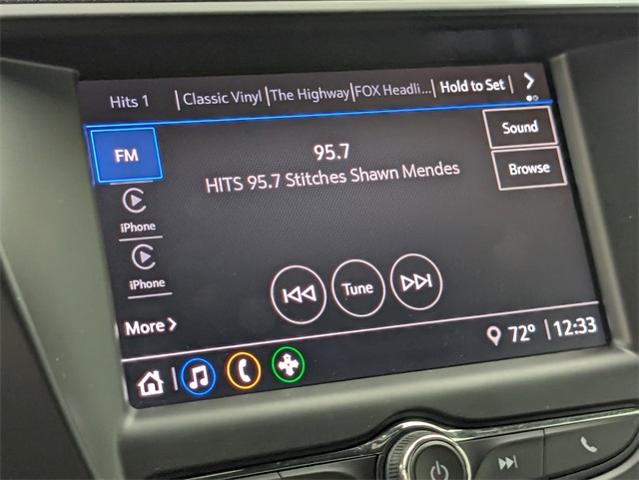 Hits 1 Classic Vinyl The Highway FOX Headli... Hold to Set
FM
95.7
Sound
HITS 95.7 Stitches Shawn Mendes
Browse
iPhone
iPhone
Tune
More
72° 12:33